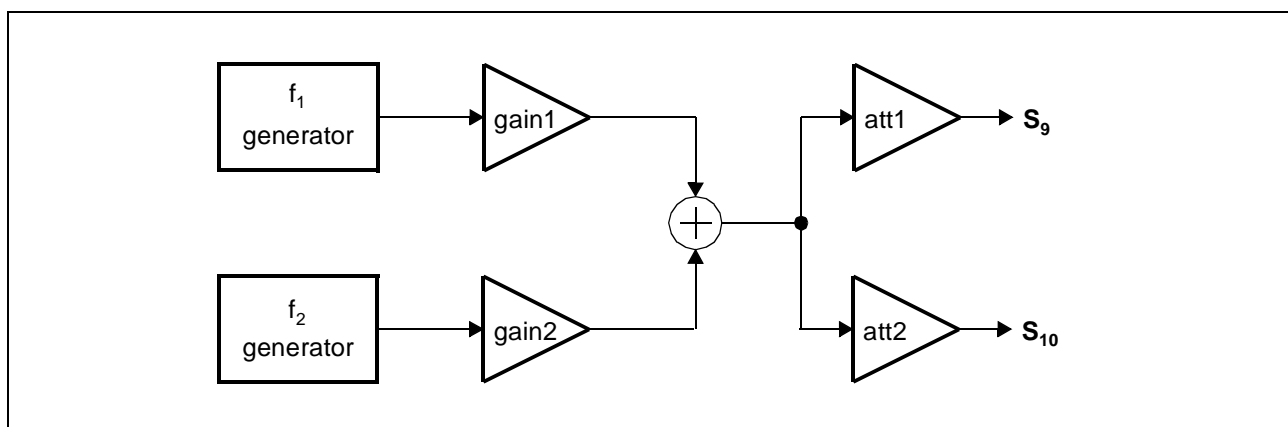 f₁
generator
gain1
att1
S₉
f₂
generator
gain2
att2
S₁₀